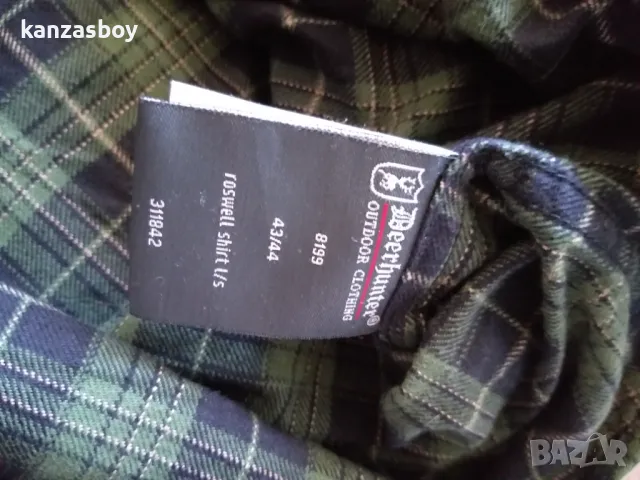 kanzasboy
Deerhunter®
OUTDOOR CLOTHING
8199
43/44
roswell shirt l/s
311842
BAZAR